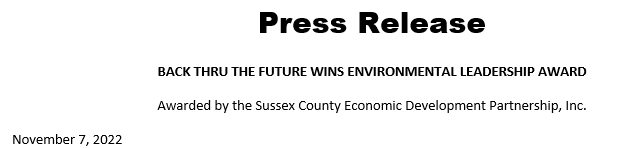 Press Release
BACK THRU THE FUTURE WINS ENVIRONMENTAL LEADERSHIP AWARD
Awarded by the Sussex County Economic Development Partnership, Inc.
November 7, 2022